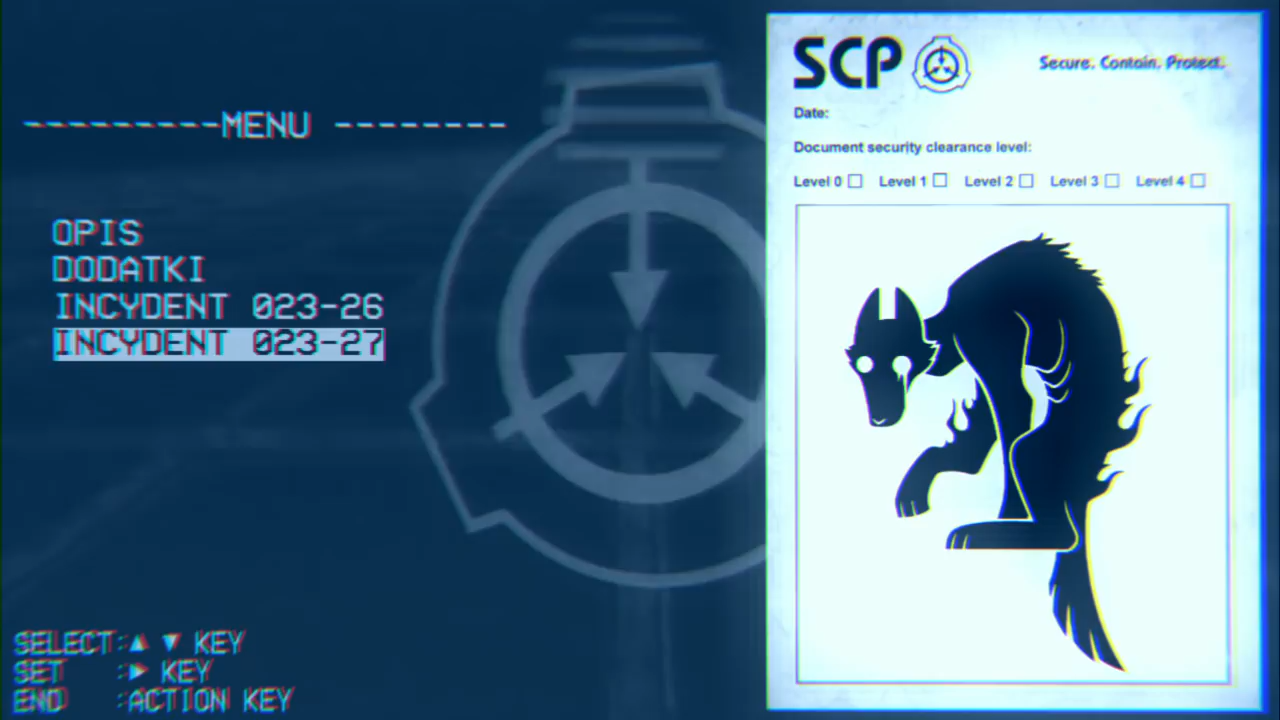 ---------MENU --------
OPIS
DODATKI
INCYDENT 023-26
INCYDENT 023-27
SELECT:▲ ▼ KEY
SET :► KEY
END :ACTION KEY
SCP
Secure. Contain. Protect.
Date:
Document security clearance level:
Level 0 ☐ Level 1 ☐ Level 2 ☐ Level 3 ☐ Level 4 ☐